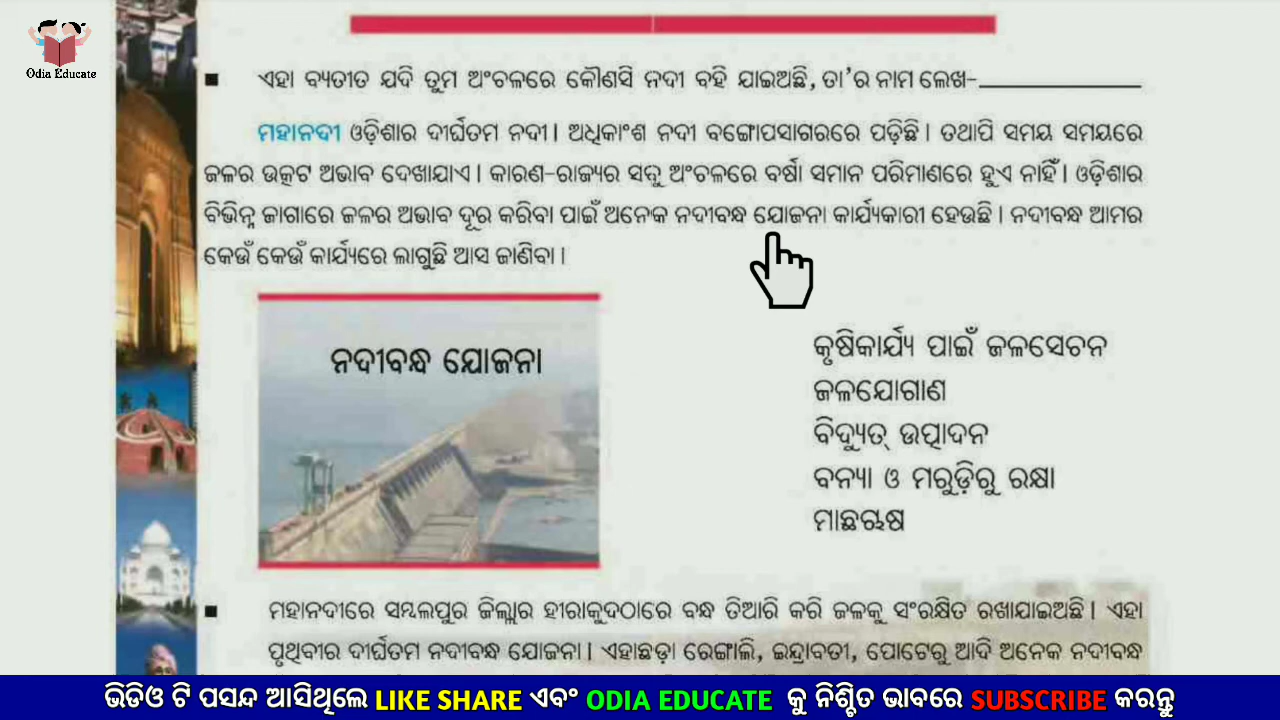 Odia Educate
■ ଏହା ବ୍ୟତୀତ ଯଦି ତୁମ ଅଂଚଳରେ କୌଣସି ନଦୀ ବହି ଯାଇଅଛି, ତା'ର ନାମ ଲେଖ-
ମହାନଦୀ ଓଡ଼ିଶାର ଦୀର୍ଘତମ ନଦୀ। ଅଧିକାଂଶ ନଦୀ ବଙ୍ଗୋପସାଗରରେ ପଡ଼ିଛି। ତଥାପି ସମୟ ସମୟରେ
ଜଳର ଉତ୍କଟ ଅଭାବ ଦେଖାଯାଏ। କାରଣ-ରାଜ୍ୟର ସବୁ ଅଂଚଳରେ ବର୍ଷା ସମାନ ପରିମାଣରେ ହୁଏ ନାହିଁ। ଓଡ଼ିଶାର
ବିଭିନ୍ନ ଜାଗାରେ ଜଳର ଅଭାବ ଦୂର କରିବା ପାଇଁ ଅନେକ ନଦୀବନ୍ଧ ଯୋଜନା କାର୍ଯ୍ୟକାରୀ ହେଉଛି। ନଦୀବନ୍ଧ ଆମର
କେଉଁ କେଉଁ କାର୍ଯ୍ୟରେ ଲାଗୁଛି ଆସ ଜାଣିବା।
ନଦୀବନ୍ଧ ଯୋଜନା
କୃଷିକାର୍ଯ୍ୟ ପାଇଁ ଜଳସେଚନ
ଜଳଯୋଗାଣ
ବିଦ୍ୟୁତ୍ ଉତ୍ପାଦନ
ବନ୍ୟା ଓ ମରୁଡ଼ିରୁ ରକ୍ଷା
ମାଛଚାଷ
■ ମହାନଦୀରେ ସମ୍ବଲପୁର ଜିଲ୍ଲାର ହୀରାକୁଦଠାରେ ବନ୍ଧ ତିଆରି କରି ଜଳକୁ ସଂରକ୍ଷିତ ରଖାଯାଇଅଛି। ଏହା
ପୃଥିବୀର ଦୀର୍ଘତମ ନଦୀବନ୍ଧ ଯୋଜନା। ଏହାଛଡ଼ା ରେଙ୍ଗାଲି, ଇନ୍ଦ୍ରାବତୀ, ପୋଟେରୁ ଆଦି ଅନେକ ନଦୀବନ୍ଧ
ଭିଡିଓ ଟି ପସନ୍ଦ ଆସିଥିଲେ LIKE SHARE ଏବଂ ODIA EDUCATE କୁ ନିଶ୍ଚିତ ଭାବରେ SUBSCRIBE କରନ୍ତୁ